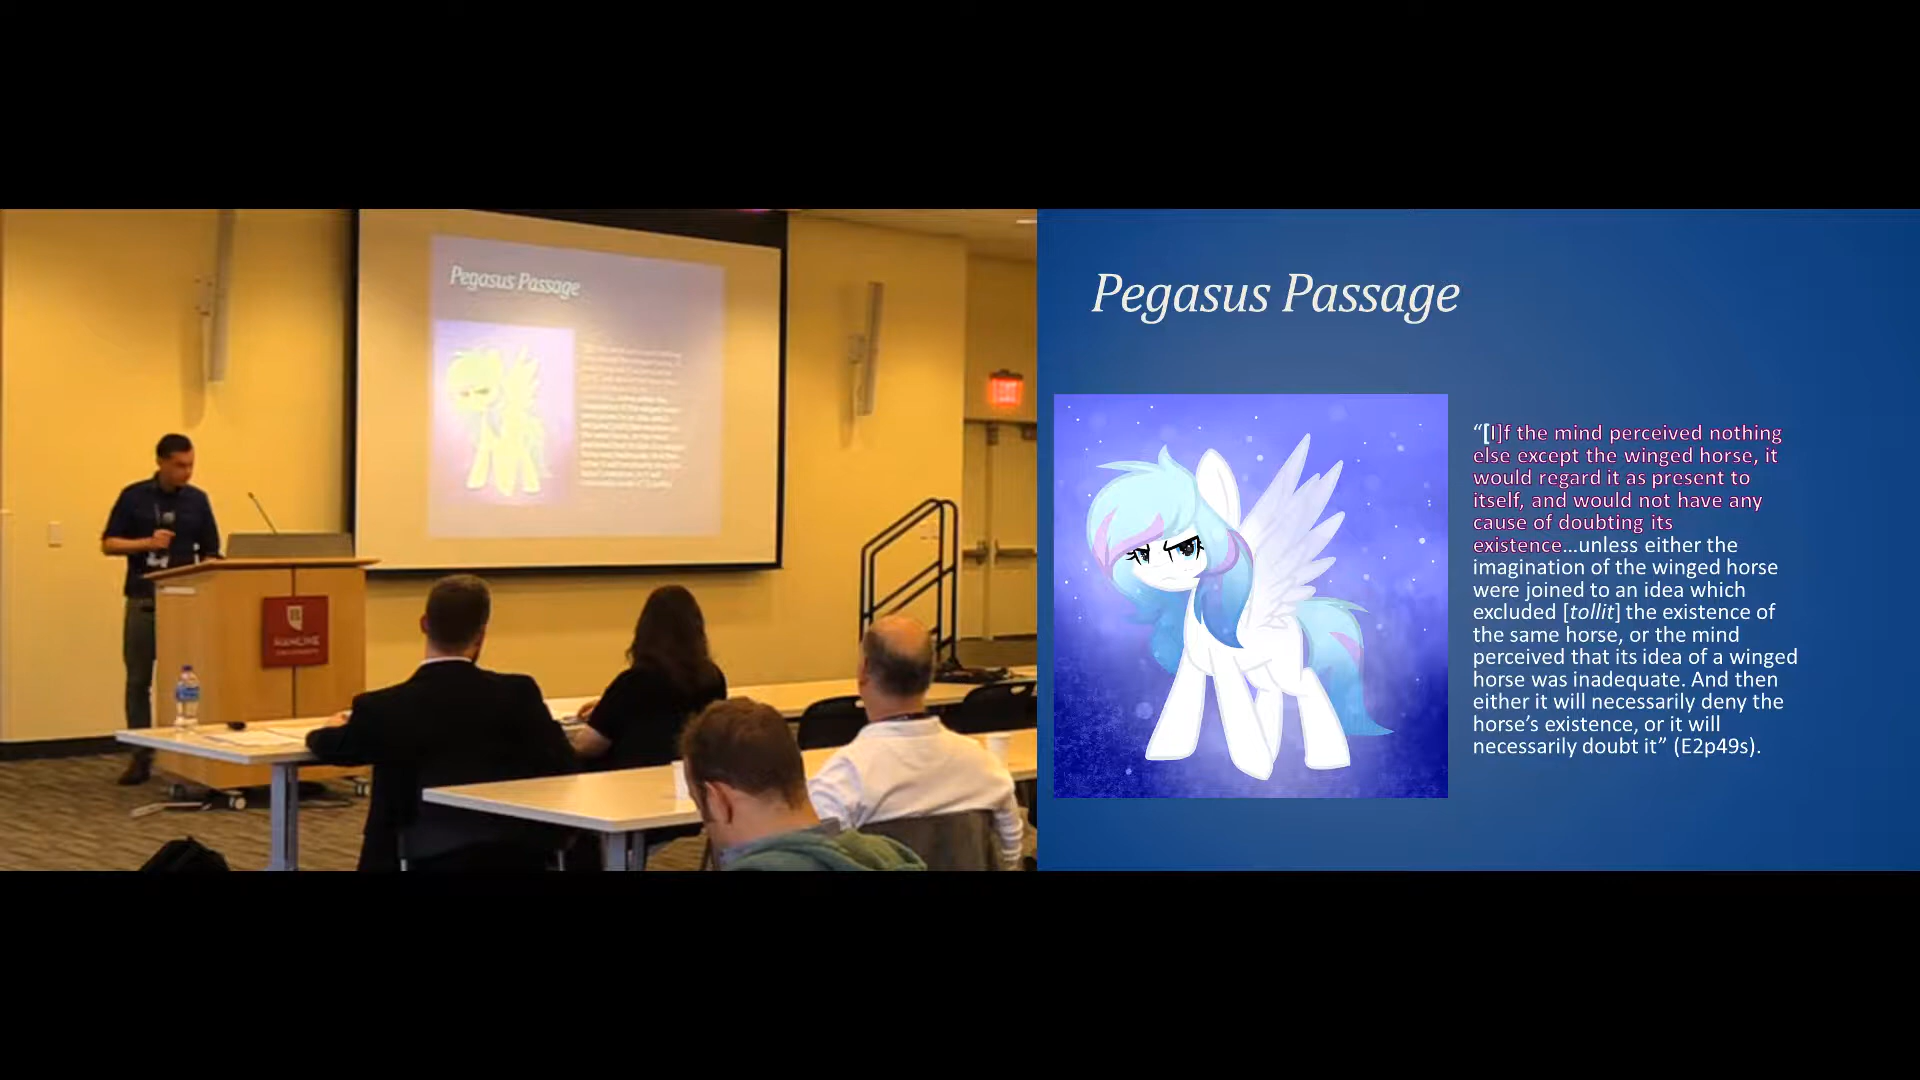 Pegasus Passage
HAMLINE
EXIT
Pegasus Passage
“[I]f the mind perceived nothing
else except the winged horse, it
would regard it as present to
itself, and would not have any
cause of doubting its
existence...unless either the
imagination of the winged horse
were joined to an idea which
excluded [tollit] the existence of
the same horse, or the mind
perceived that its idea of a winged
horse was inadequate. And then
either it will necessarily deny the
horse’s existence, or it will
necessarily doubt it” (E2p49s).